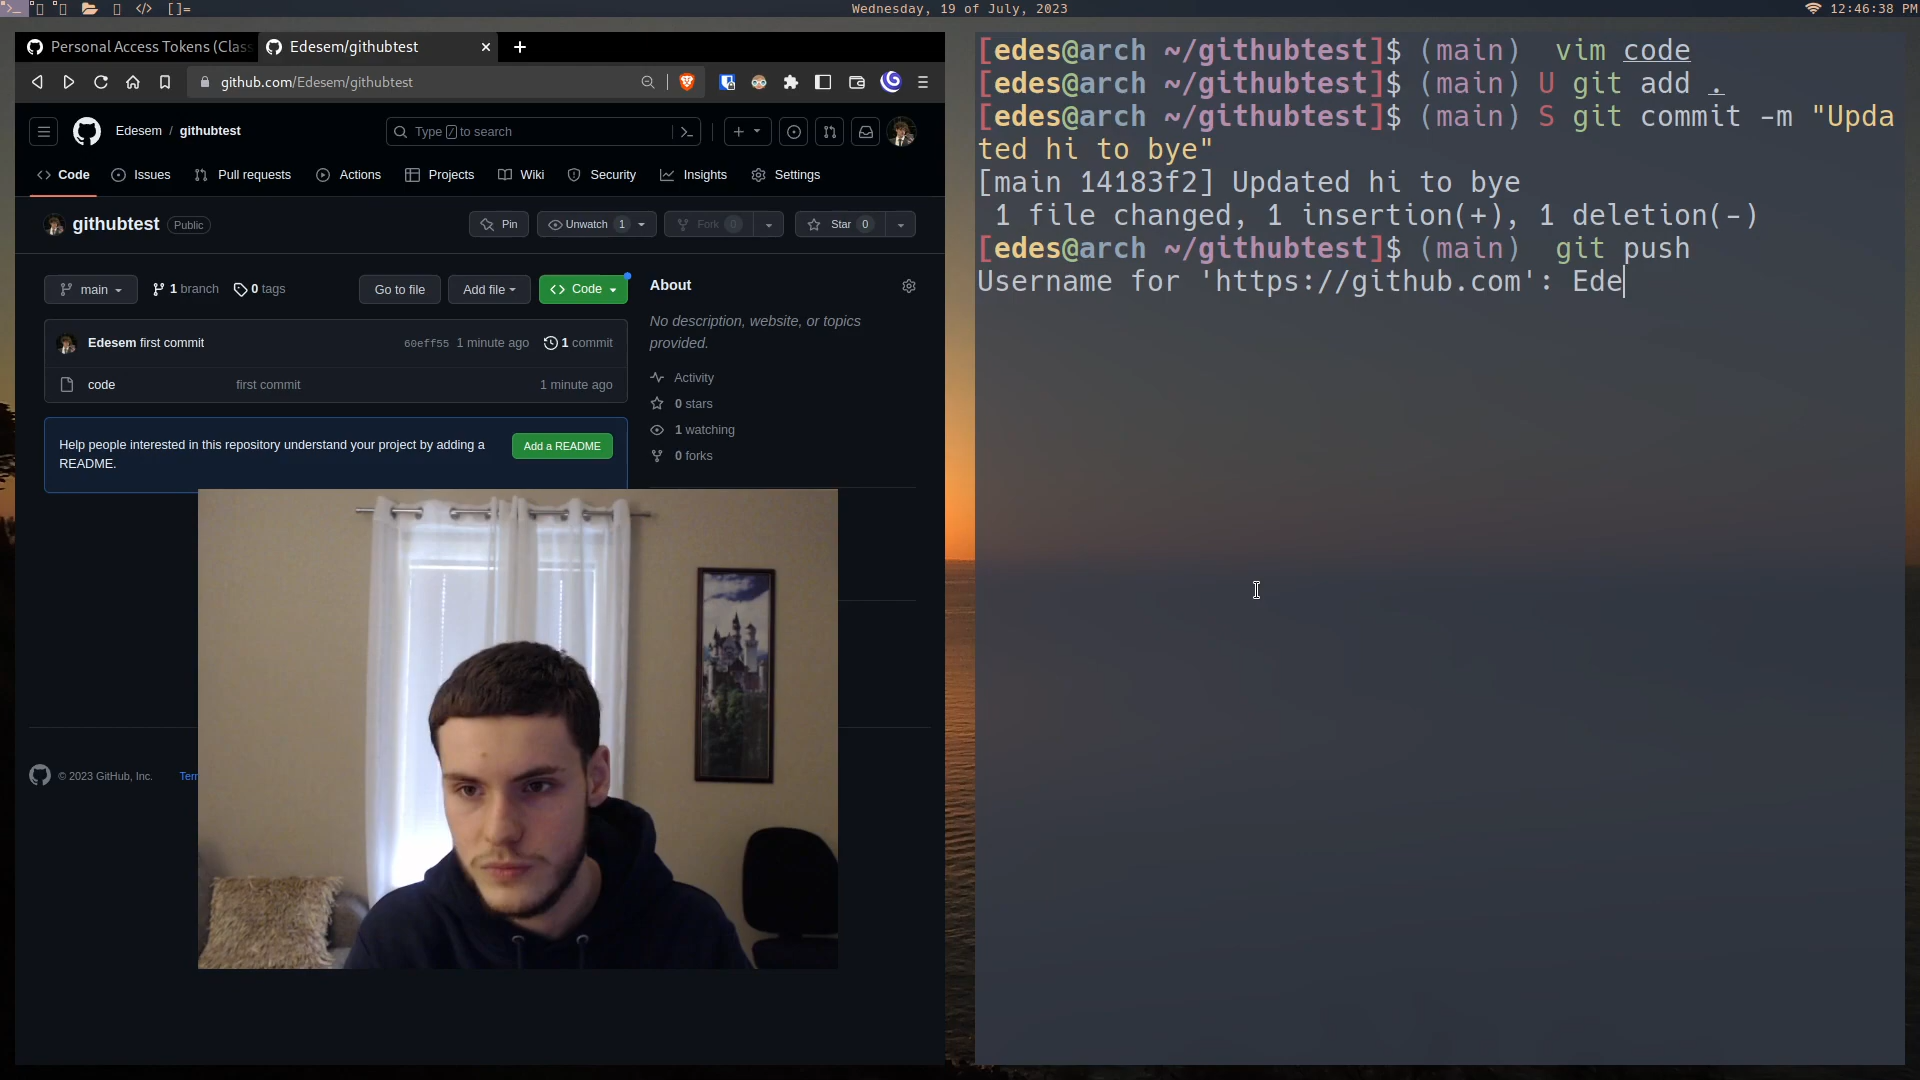 Wednesday, 19 of July, 2023
12:46:38 PM
Personal Access Tokens (Clas
Edesem/githubtest
github.com/Edesem/githubtest
Edesem / githubtest
Type / to search
Code
Issues
Pull requests
Actions
Projects
Wiki
Security
Insights
Settings
githubtest
Public
Pin
Unwatch 1
Fork 0
Star 0
main
1 branch
0 tags
Go to file
Add file
Code
Edesem first commit
60eff55 1 minute ago
1 commit
code
first commit
1 minute ago
Help people interested in this repository understand your project by adding a
README.
Add a README
About
No description, website, or topics
provided.
Activity
0 stars
1 watching
0 forks
© 2023 GitHub, Inc.
[edes@arch ~/githubtest]$ (main) vim code
[edes@arch ~/githubtest]$ (main) U git add .
[edes@arch ~/githubtest]$ (main) S git commit -m "Upda
ted hi to bye"
[main 14183f2] Updated hi to bye
1 file changed, 1 insertion(+), 1 deletion(-)
[edes@arch ~/githubtest]$ (main) git push
Username for 'https://github.com': Ede